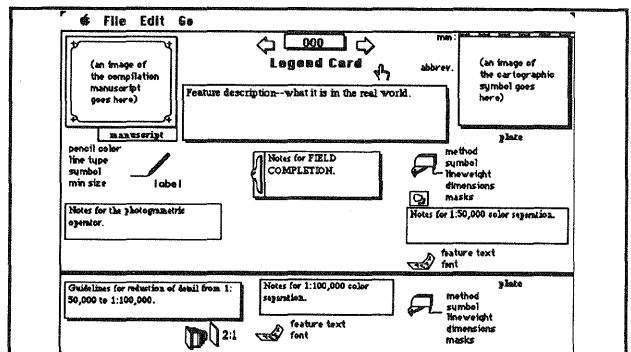 File Edit Go
000
Legend Card
mm:
abbrev.
(an image of
the compilation
manuscript
goes here)
manuscript
Feature description--what it is in the real world.
(an image of
the cartographic
symbol goes
here)
plate
pencil color
line type
symbol
min size
label
Notes for FIELD
COMPLETION.
method
symbol
lineweight
dimensions
masks
Notes for the photogrametric
operator.
Notes for 1:50,000 color separation.
feature text
font
Guidelines for reduction of detail from 1:
50,000 to 1:100,000.
2:1
Notes for 1:100,000 color
separation.
feature text
font
plate
method
symbol
lineweight
dimensions
masks